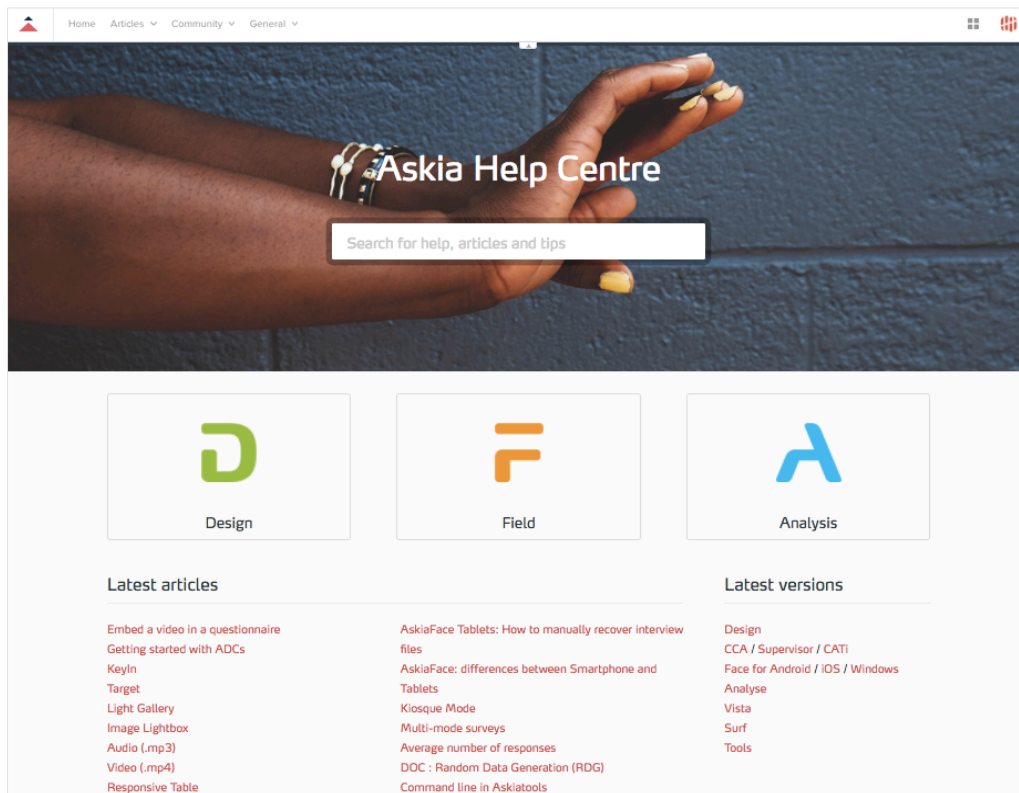 Home Articles Community General
Askia Help Centre
Search for help, articles and tips
Design
Field
Analysis
Latest articles
Embed a video in a questionnaire
Getting started with ADCs
KeyIn
Target
Light Gallery
Image Lightbox
Audio (.mp3)
Video (.mp4)
Responsive Table
AskiaFace Tablets: How to manually recover interview
files
AskiaFace: differences between Smartphone and
Tablets
Kiosque Mode
Multi-mode surveys
Average number of responses
DOC : Random Data Generation (RDG)
Command line in Askiatools
Latest versions
Design
CCA / Supervisor / CATi
Face for Android / iOS / Windows
Analyse
Vista
Surf
Tools